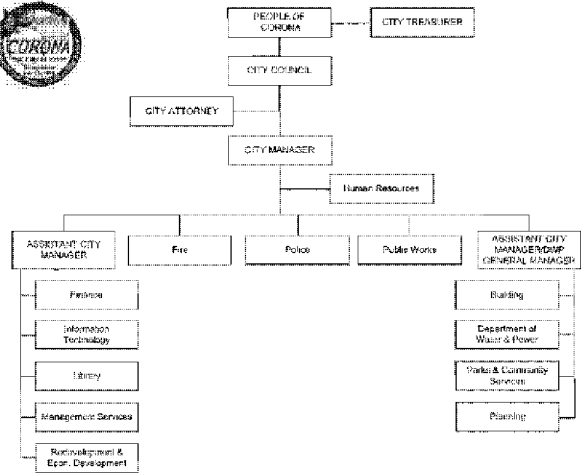 CORONA
PEOPLE OF
CORONA
CITY TREASURER
CITY COUNCIL
CITY ATTORNEY
CITY MANAGER
Human Resources
ASSISTANT CITY
MANAGER
Fire
Police
Public Works
ASSISTANT CITY
MANAGER/DWP
GENERAL MANAGER
Finance
Information
Technology
Library
Management Services
Redevelopment &
Econ. Development
Building
Department of
Water & Power
Parks & Community
Services
Planning